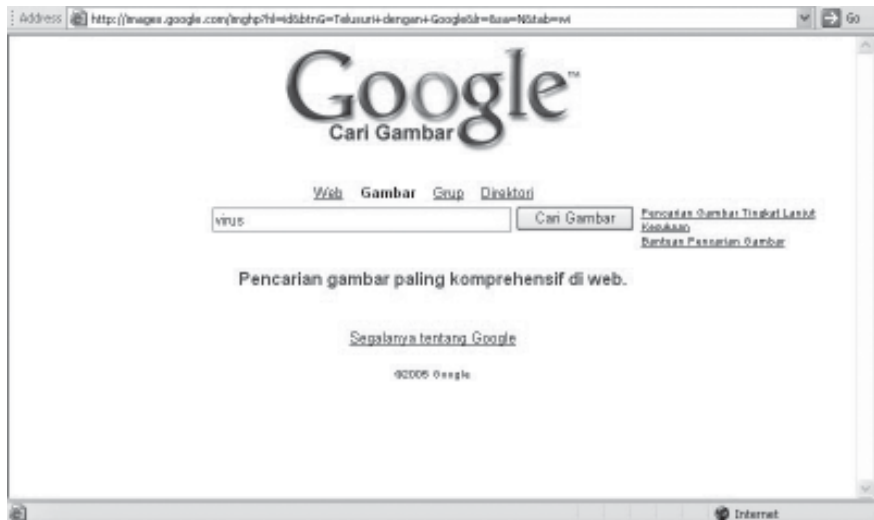 Address http://images.google.com/imghp?hl=id&btnG=Telusuri+dengan+Google&lr=&sa=N&tab=wi Go
Google™
Cari Gambar
Web Gambar Grup Direktori
virus Cari Gambar
Pencarian Gambar Tingkat Lanjut
Kesukaan
Bantuan Pencarian Gambar
Pencarian gambar paling komprehensif di web.
Segalanya tentang Google
©2005 Google
Internet